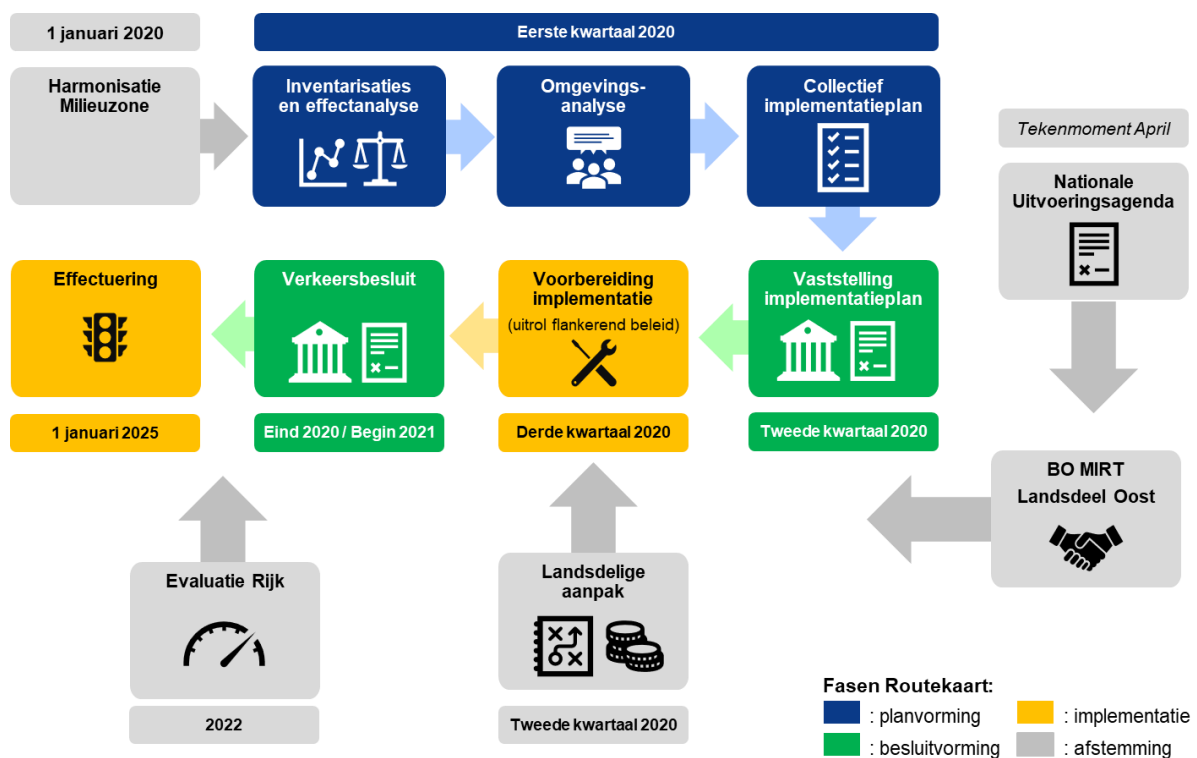 1 januari 2020
Eerste kwartaal 2020
Harmonisatie
Milieuzone
Inventarisaties
en effectanalyse
Omgevings-
analyse
Collectief
implementatieplan
Tekenmoment April
Nationale
Uitvoeringsagenda
Effectuering
Verkeersbesluit
Voorbereiding
implementatie
(uitrol flankerend beleid)
Vaststelling
implementatieplan
1 januari 2025
Eind 2020 / Begin 2021
Derde kwartaal 2020
Tweede kwartaal 2020
BO MIRT
Landsdeel Oost
Evaluatie Rijk
Landsdelige
aanpak
2022
Tweede kwartaal 2020
Fasen Routekaart:
: planvorming
: implementatie
: besluitvorming
: afstemming